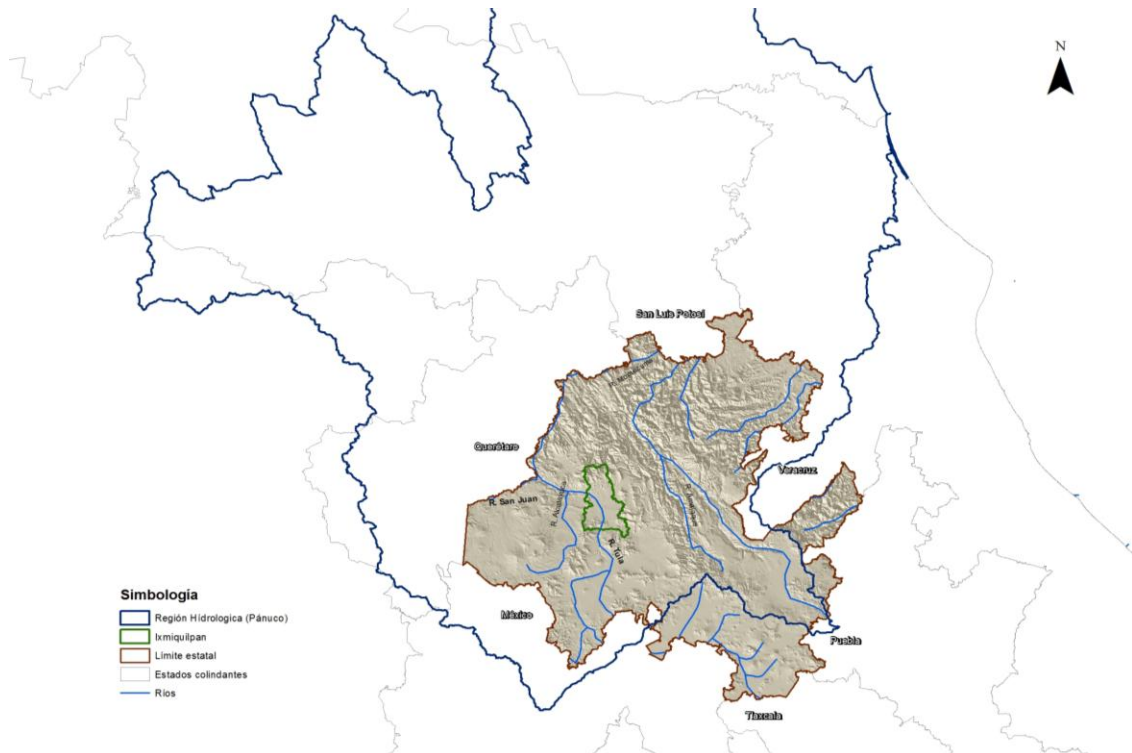 N
San Luis Potosí
R. Moctezuma
Querétaro
Veracruz
R. San Juan
R. Tula
México
Puebla
Tlaxcala
Simbología
Región Hidrologica (Pánuco)
Ixmiquilpan
Límite estatal
Estados colindantes
Ríos